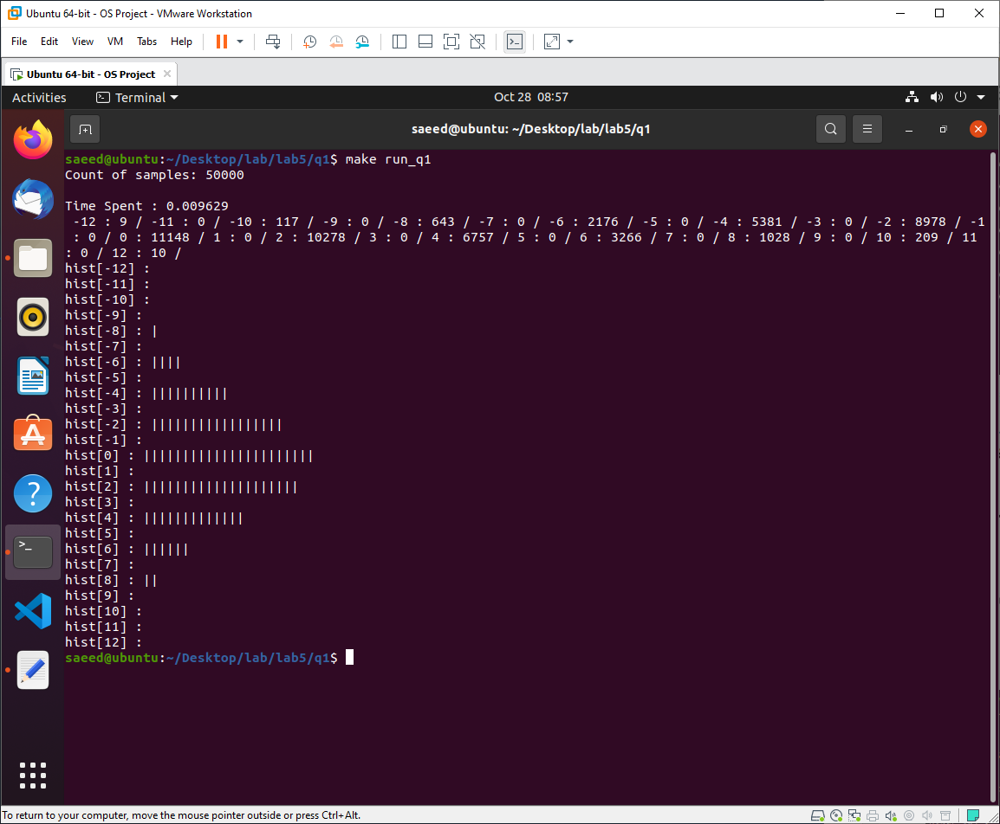 Ubuntu 64-bit - OS Project - VMware Workstation
File Edit View VM Tabs Help
Ubuntu 64-bit - OS Project
Activities Terminal Oct 28 08:57
saeed@ubuntu: ~/Desktop/lab/lab5/q1
saeed@ubuntu:~/Desktop/lab/lab5/q1$ make run_q1
Count of samples: 50000
Time Spent : 0.009629
-12 : 9 / -11 : 0 / -10 : 117 / -9 : 0 / -8 : 643 / -7 : 0 / -6 : 2176 / -5 : 0 / -4 : 5381 / -3 : 0 / -2 : 8978 / -1
: 0 / 0 : 11148 / 1 : 0 / 2 : 10278 / 3 : 0 / 4 : 6757 / 5 : 0 / 6 : 3266 / 7 : 0 / 8 : 1028 / 9 : 0 / 10 : 209 / 11
: 0 / 12 : 10 /
hist[-12] :
hist[-11] :
hist[-10] :
hist[-9] :
hist[-8] : |
hist[-7] :
hist[-6] : ||||
hist[-5] :
hist[-4] : ||||||||||
hist[-3] :
hist[-2] : |||||||||||||||||
hist[-1] :
hist[0] : ||||||||||||||||||||||
hist[1] :
hist[2] : ||||||||||||||||||||
hist[3] :
hist[4] : |||||||||||||
hist[5] :
hist[6] : ||||||
hist[7] :
hist[8] : ||
hist[9] :
hist[10] :
hist[11] :
hist[12] :
saeed@ubuntu:~/Desktop/lab/lab5/q1$
To return to your computer, move the mouse pointer outside or press Ctrl+Alt.